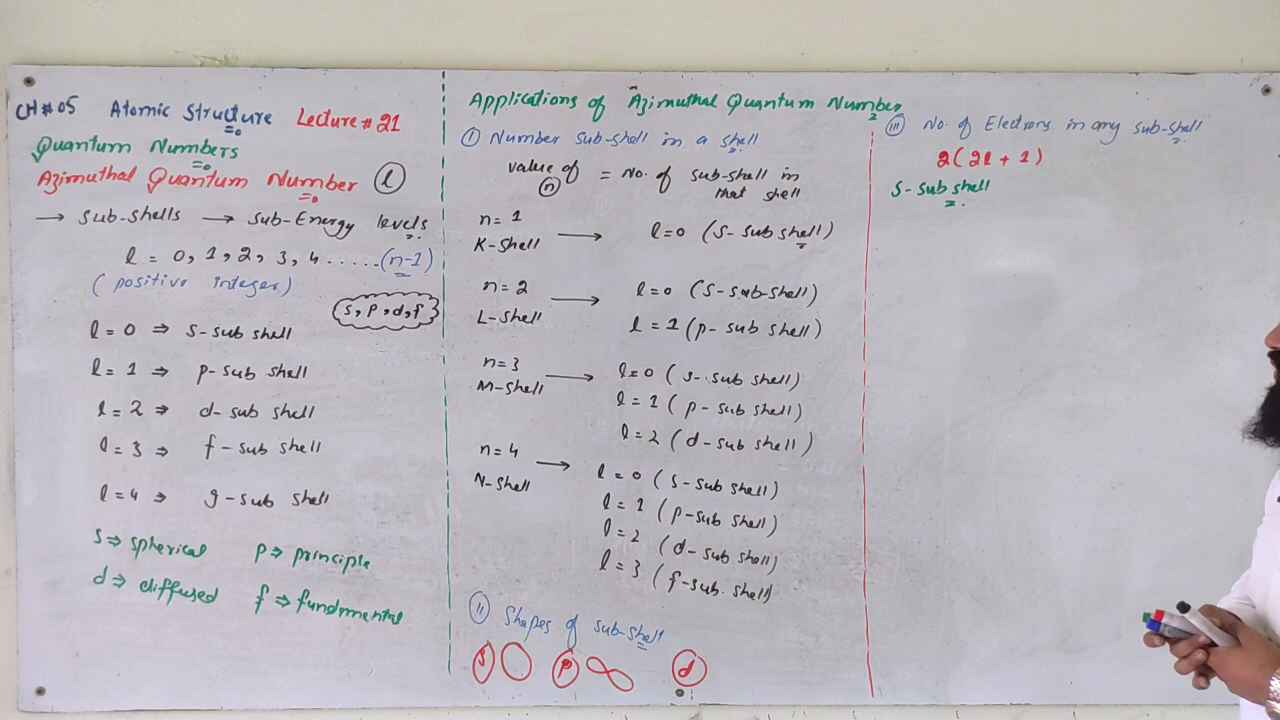 CH # 05 Atomic Structure Lecture # 21
Quantum Numbers
Azimuthal Quantum Number (l)
→ sub-shells → sub-Energy levels
l = 0, 1, 2, 3, 4 ..... (n-1)
(positive integer)
s, p, d, f
l = 0 ⇒ s-sub shell
l = 1 ⇒ p-sub shell
l = 2 ⇒ d-sub shell
l = 3 ⇒ f-sub shell
l = 4 ⇒ g-sub shell
s ⇒ spherical p ⇒ principle
d ⇒ diffused f ⇒ fundmental
Applications of Azimuthal Quantum Number
(I) Number sub-shell in a shell
value of (n) = No. of sub-shell in
that shell
n = 1 → l=0 (s-sub shell)
K-shell
n = 2 → l=0 (s-sub-shell)
L-shell l = 1 (p-sub shell)
n=3 → l=0 (s-sub shell)
M-shell l = 1 (p-sub shell)
l = 2 (d-sub shell)
n = 4 → l = 0 (s-sub shell)
N-shell l = 1 (p-sub shell)
l = 2 (d-sub shell)
l = 3 (f-sub.shell)
(II) Shapes of sub-shell
s p d
(III) No. of Electrons in any sub-shell
2(2l + 1)
s-sub shell